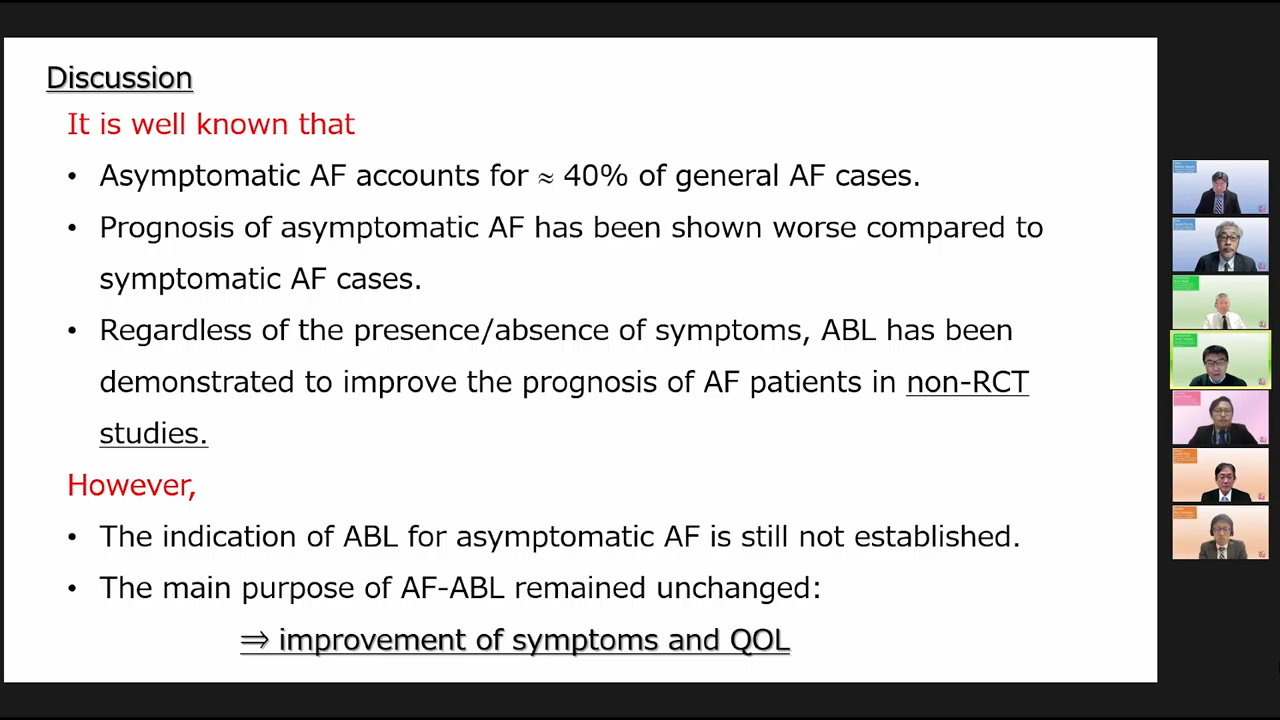 Discussion
It is well known that
• Asymptomatic AF accounts for ≈ 40% of general AF cases.
• Prognosis of asymptomatic AF has been shown worse compared to
symptomatic AF cases.
• Regardless of the presence/absence of symptoms, ABL has been
demonstrated to improve the prognosis of AF patients in non-RCT
studies.
However,
• The indication of ABL for asymptomatic AF is still not established.
• The main purpose of AF-ABL remained unchanged:
⇒ improvement of symptoms and QOL